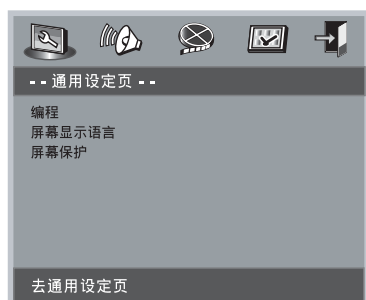 -- 通用设定页 --
编程
屏幕显示语言
屏幕保护
去通用设定页